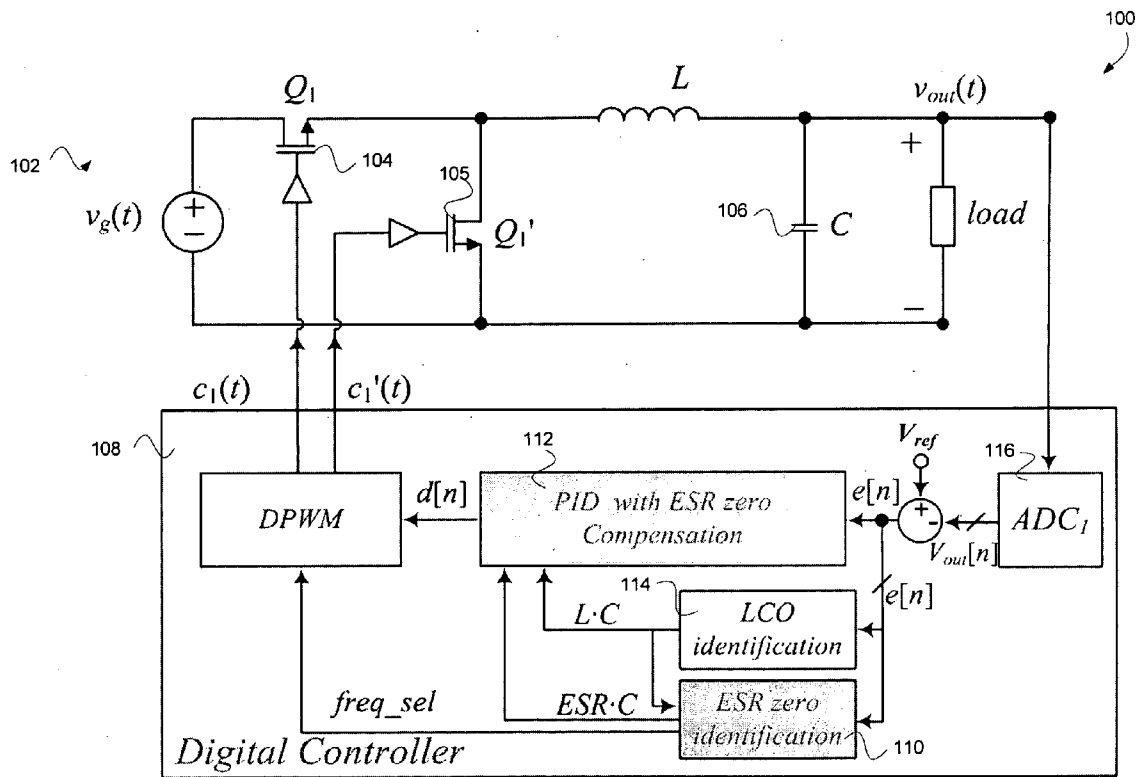 100
Q1
L
vout(t)
102
104
+
105
vg(t)
+
−
Q1'
106
C
load
−
c1(t)
c1'(t)
108
112
Vref
116
DPWM
d[n]
PID with ESR zero
Compensation
e[n]
+
-
Vout[n]
ADC1
114
e[n]
L·C
LCO
identification
freq_sel
ESR·C
ESR zero
identification
110
Digital Controller